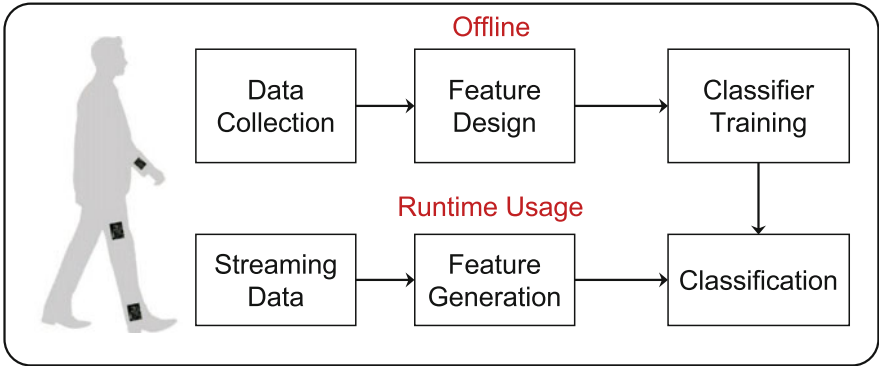 Offline
Data
Collection
Feature
Design
Classifier
Training
Runtime Usage
Streaming
Data
Feature
Generation
Classification